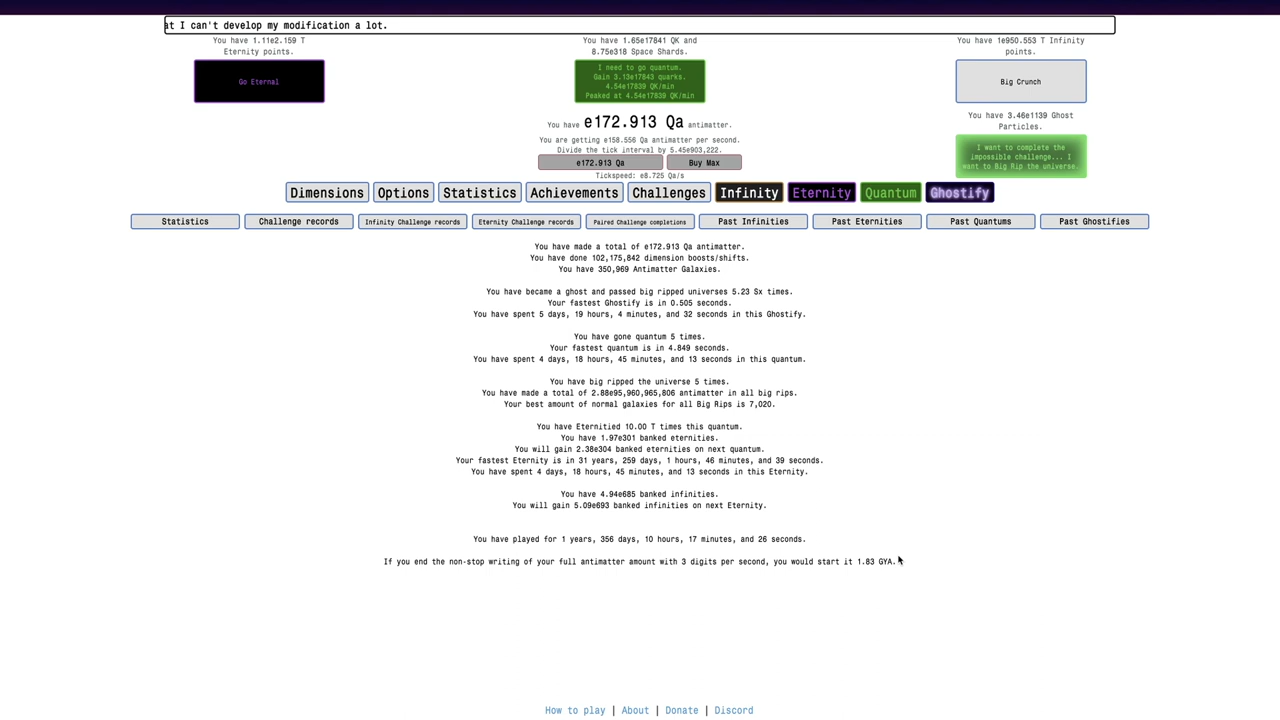 at I can't develop my modification a lot.
You have 1.11e2.159 T
Eternity points.
Go Eternal
You have 1.65e17841 QK and
8.75e318 Space Shards.
I need to go quantum.
Gain 3.13e17843 quarks.
4.54e17839 QK/min
Peaked at 4.54e17839 QK/min
You have 1e950.553 T Infinity
points.
Big Crunch
You have e172.913 Qa antimatter.
You are getting e158.556 Qa antimatter per second.
Divide the tick interval by 5.45e903,222.
e172.913 Qa
Buy Max
Tickspeed: e8.725 Qa/s
You have 3.46e1139 Ghost
Particles.
I want to complete the
impossible challenge... I
want to Big Rip the universe.
Dimensions
Options
Statistics
Achievements
Challenges
Infinity
Eternity
Quantum
Ghostify
Statistics
Challenge records
Infinity Challenge records
Eternity Challenge records
Paired Challenge completions
Past Infinities
Past Eternities
Past Quantums
Past Ghostifies
You have made a total of e172.913 Qa antimatter.
You have done 102,175,842 dimension boosts/shifts.
You have 350,969 Antimatter Galaxies.
You have became a ghost and passed big ripped universes 5.23 Sx times.
Your fastest Ghostify is in 0.505 seconds.
You have spent 5 days, 19 hours, 4 minutes, and 32 seconds in this Ghostify.
You have gone quantum 5 times.
Your fastest quantum is in 4.849 seconds.
You have spent 4 days, 18 hours, 45 minutes, and 13 seconds in this quantum.
You have big ripped the universe 5 times.
You have made a total of 2.88e95,960,965,806 antimatter in all big rips.
Your best amount of normal galaxies for all Big Rips is 7,020.
You have Eternitied 10.00 T times this quantum.
You have 1.97e301 banked eternities.
You will gain 2.38e304 banked eternities on next quantum.
Your fastest Eternity is in 31 years, 259 days, 1 hours, 46 minutes, and 39 seconds.
You have spent 4 days, 18 hours, 45 minutes, and 13 seconds in this Eternity.
You have 4.94e685 banked infinities.
You will gain 5.09e693 banked infinities on next Eternity.
You have played for 1 years, 356 days, 10 hours, 17 minutes, and 26 seconds.
If you end the non-stop writing of your full antimatter amount with 3 digits per second, you would start it 1.83 GYA.
How to play | About | Donate | Discord